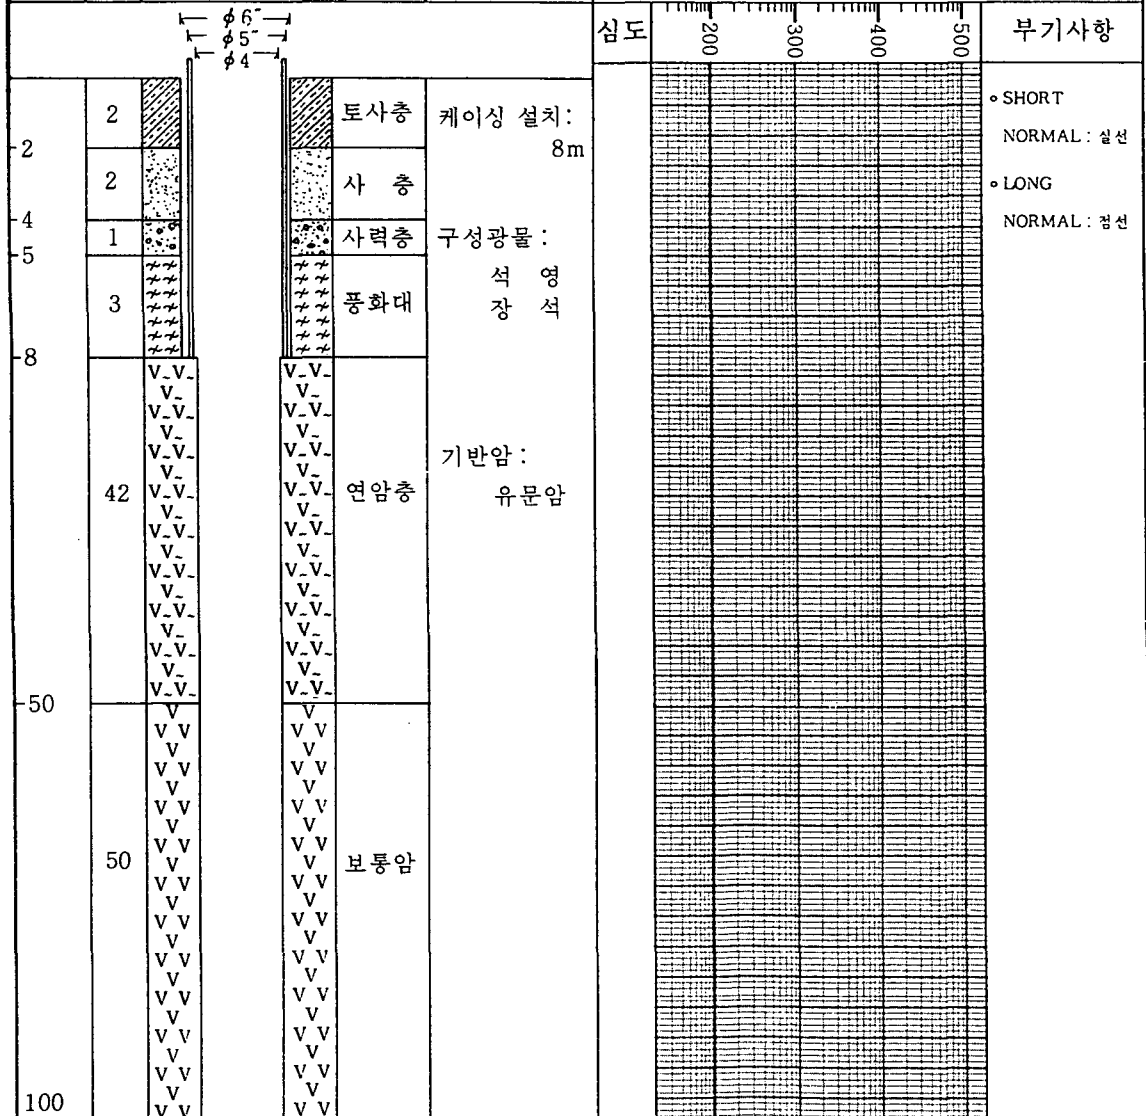 φ 6"
φ 5"
φ 4
심도
200
300
400
500
부기사항
2
토사층
케이싱 설치:
8m
2
2
사 층
4
1
사력층
구성광물:
5
석 영
장 석
3
풍화대
8
42
연암층
기반암:
유문암
50
50
보통암
100
SHORT
NORMAL: 실선
LONG
NORMAL: 점선